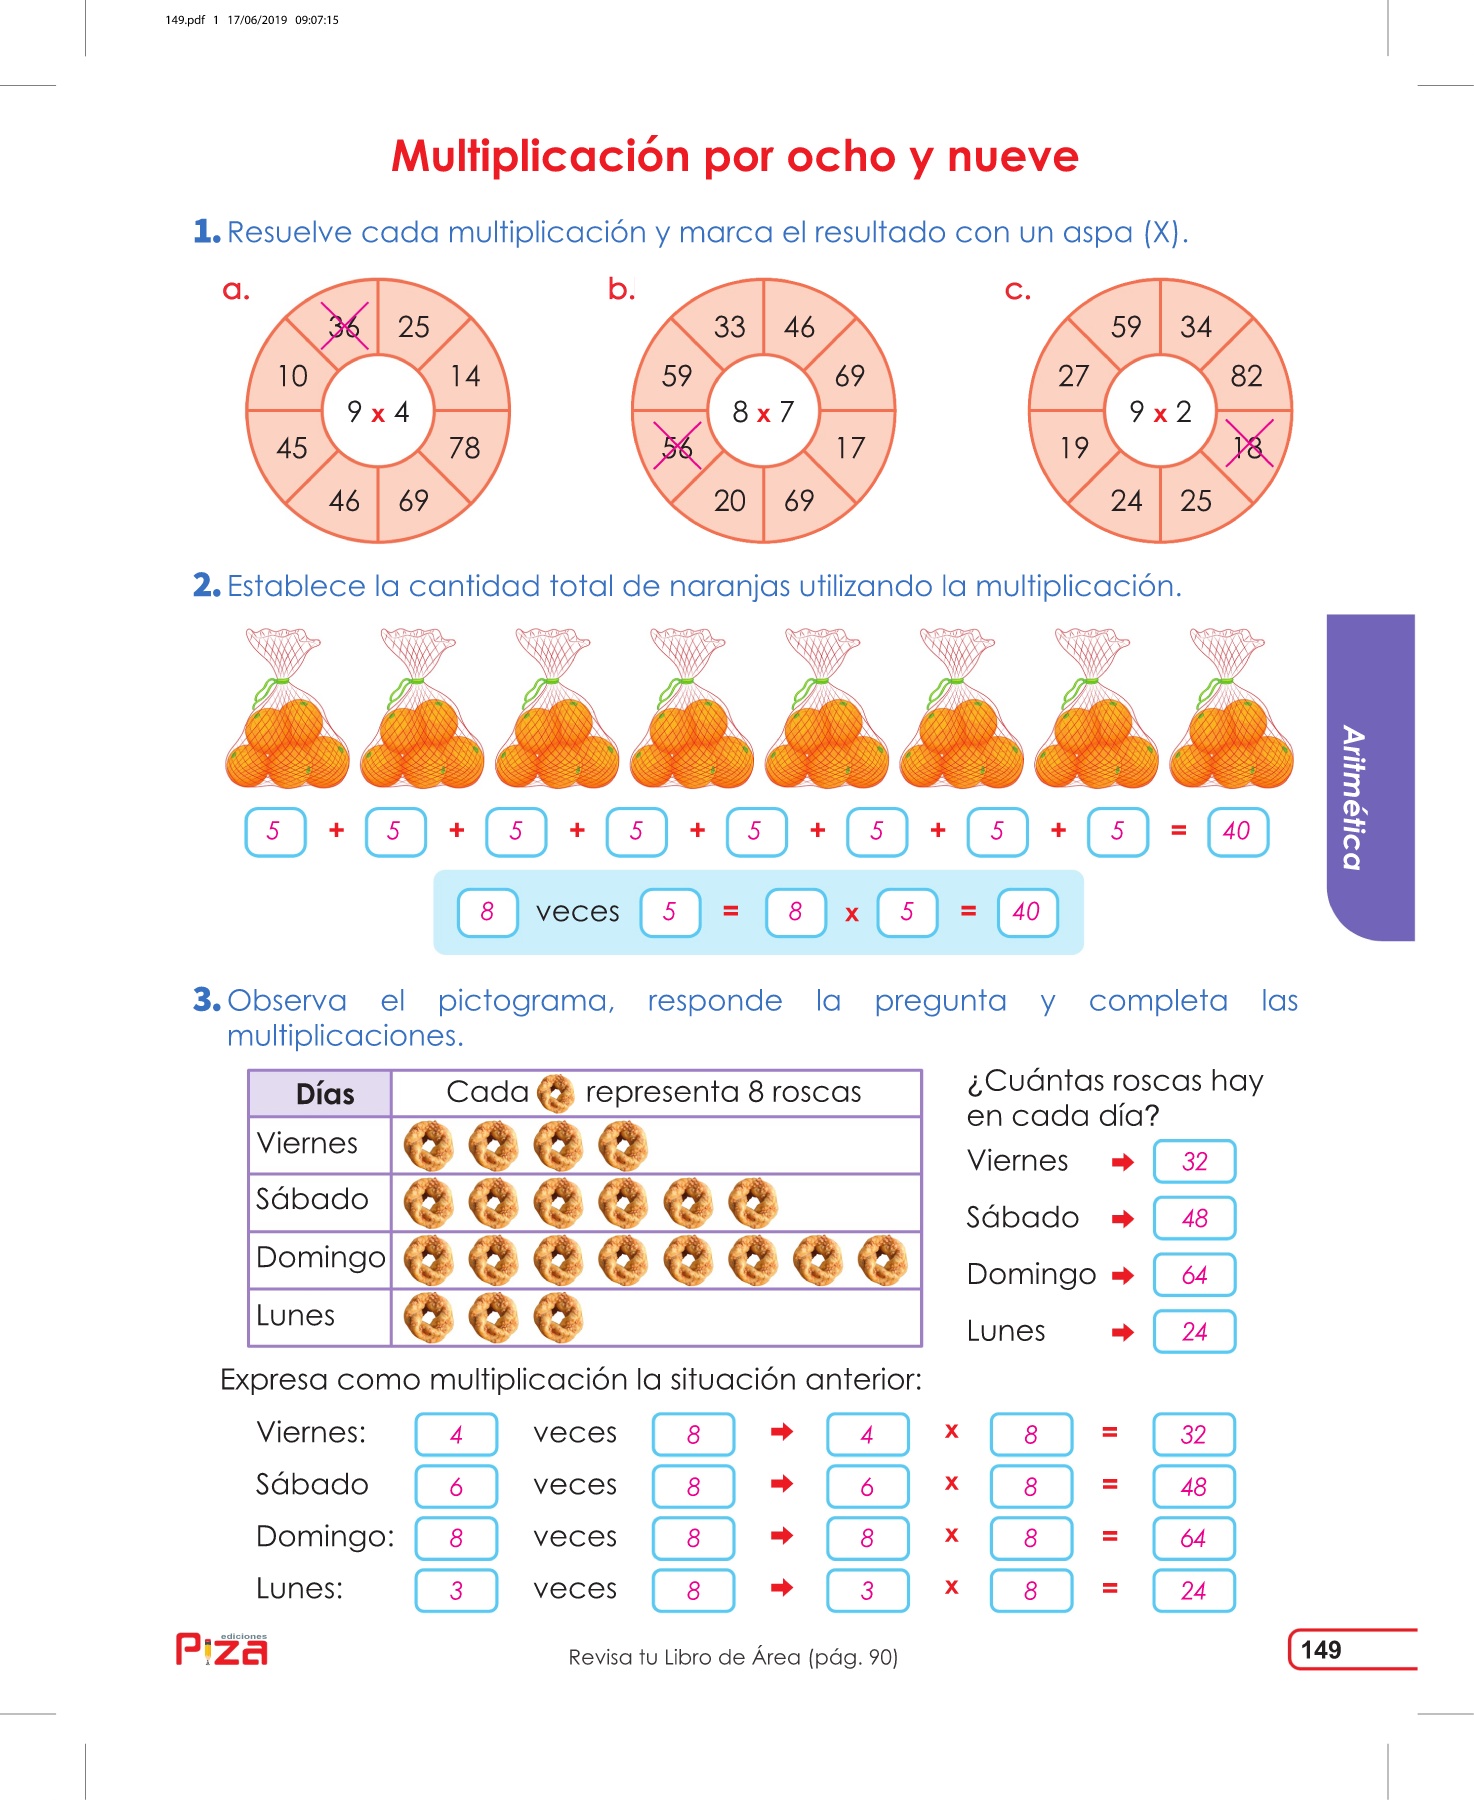 149.pdf 1 17/06/2019 09:07:15
Multiplicación por ocho y nueve
1. Resuelve cada multiplicación y marca el resultado con un aspa (X).
a.
36 25
10 14
9 x 4
45 78
46 69
b.
33 46
59 69
8 x 7
56 17
20 69
c.
59 34
27 82
9 x 2
19 18
24 25
2. Establece la cantidad total de naranjas utilizando la multiplicación.
5 + 5 + 5 + 5 + 5 + 5 + 5 + 5 = 40
8 veces 5 = 8 x 5 = 40
Aritmética
3. Observa el pictograma, responde la pregunta y completa las
multiplicaciones.
Días Cada representa 8 roscas
Viernes
Sábado
Domingo
Lunes
¿Cuántas roscas hay
en cada día?
Viernes 32
Sábado 48
Domingo 64
Lunes 24
Expresa como multiplicación la situación anterior:
Viernes: 4 veces 8 4 x 8 = 32
Sábado 6 veces 8 6 x 8 = 48
Domingo: 8 veces 8 8 x 8 = 64
Lunes: 3 veces 8 3 x 8 = 24
ediciones
Piza
Revisa tu Libro de Área (pág. 90)
149